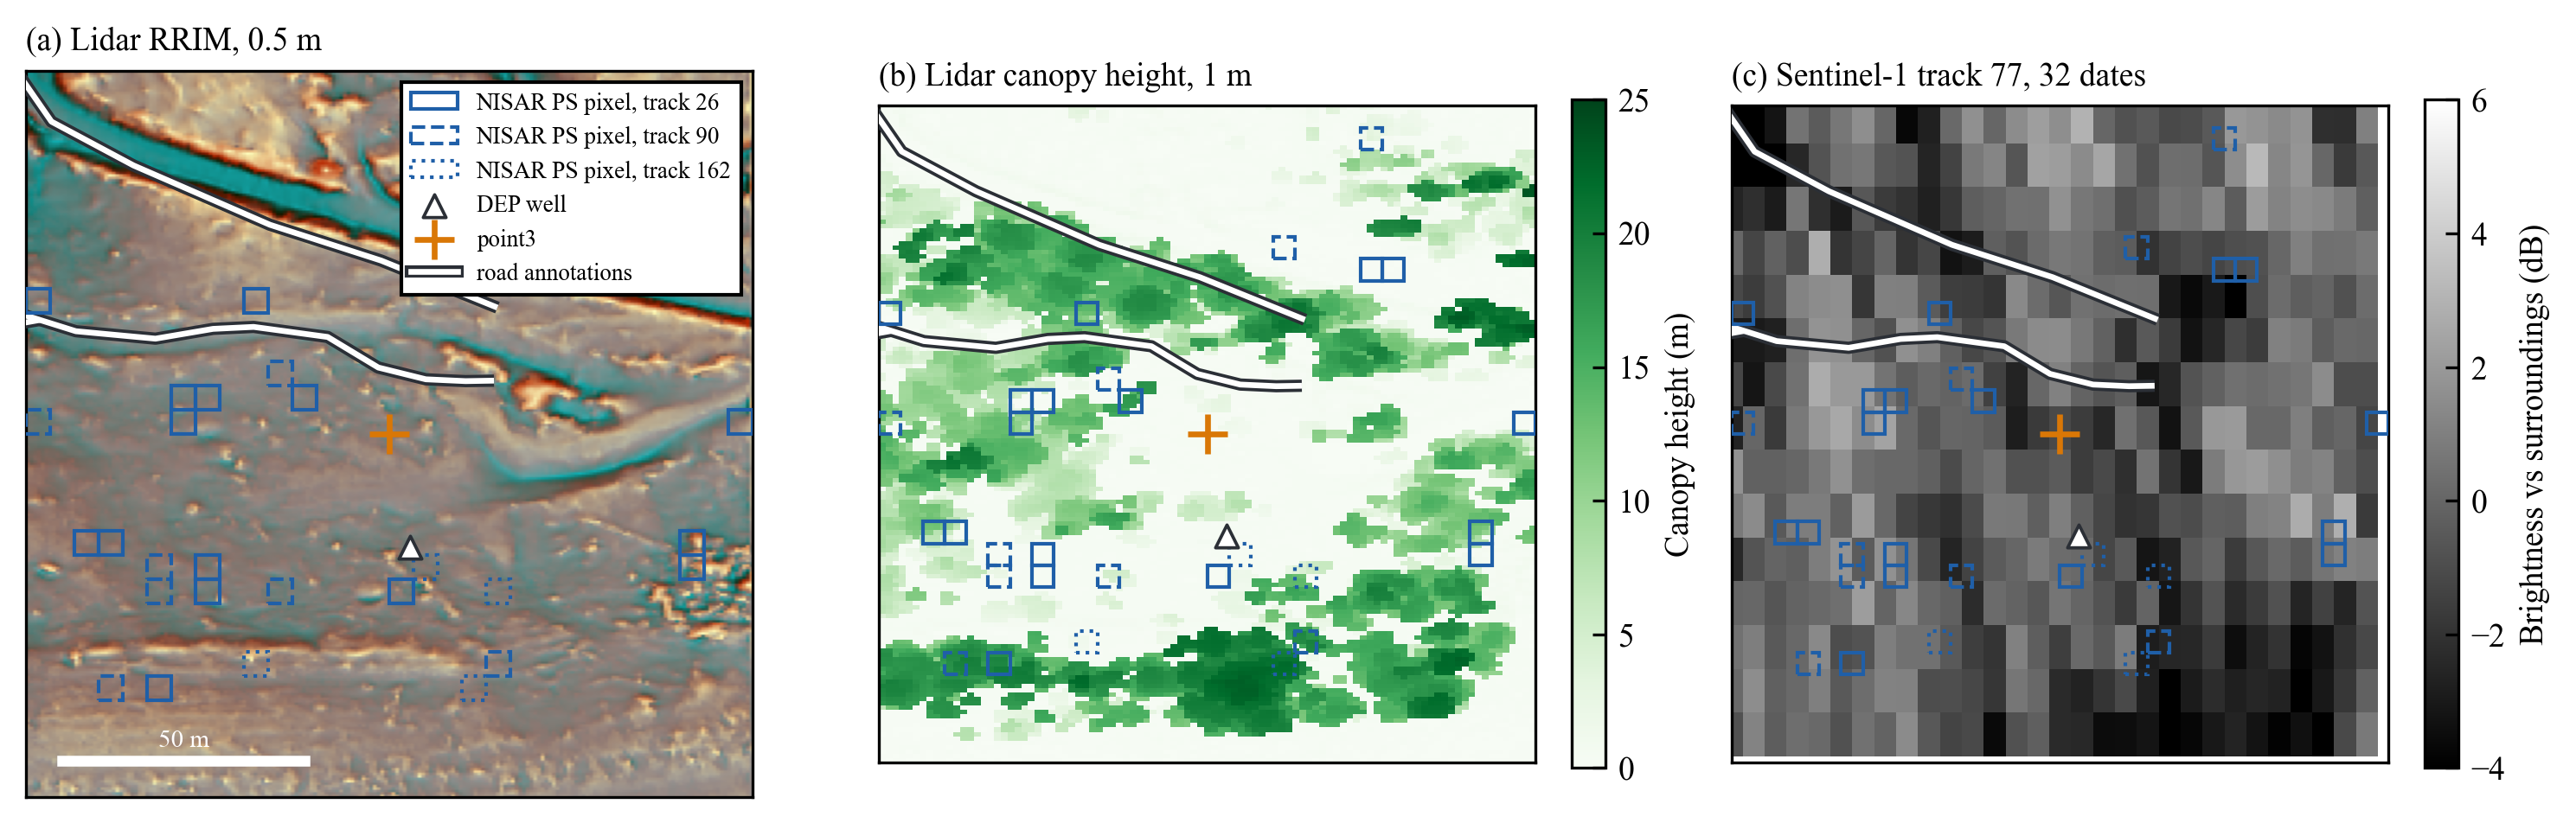 (a) Lidar RRIM, 0.5 m
NISAR PS pixel, track 26
NISAR PS pixel, track 90
NISAR PS pixel, track 162
DEP well
point3
road annotations
50 m
(b) Lidar canopy height, 1 m
25
20
15
10
5
0
Canopy height (m)
(c) Sentinel-1 track 77, 32 dates
6
4
2
0
−2
−4
Brightness vs surroundings (dB)